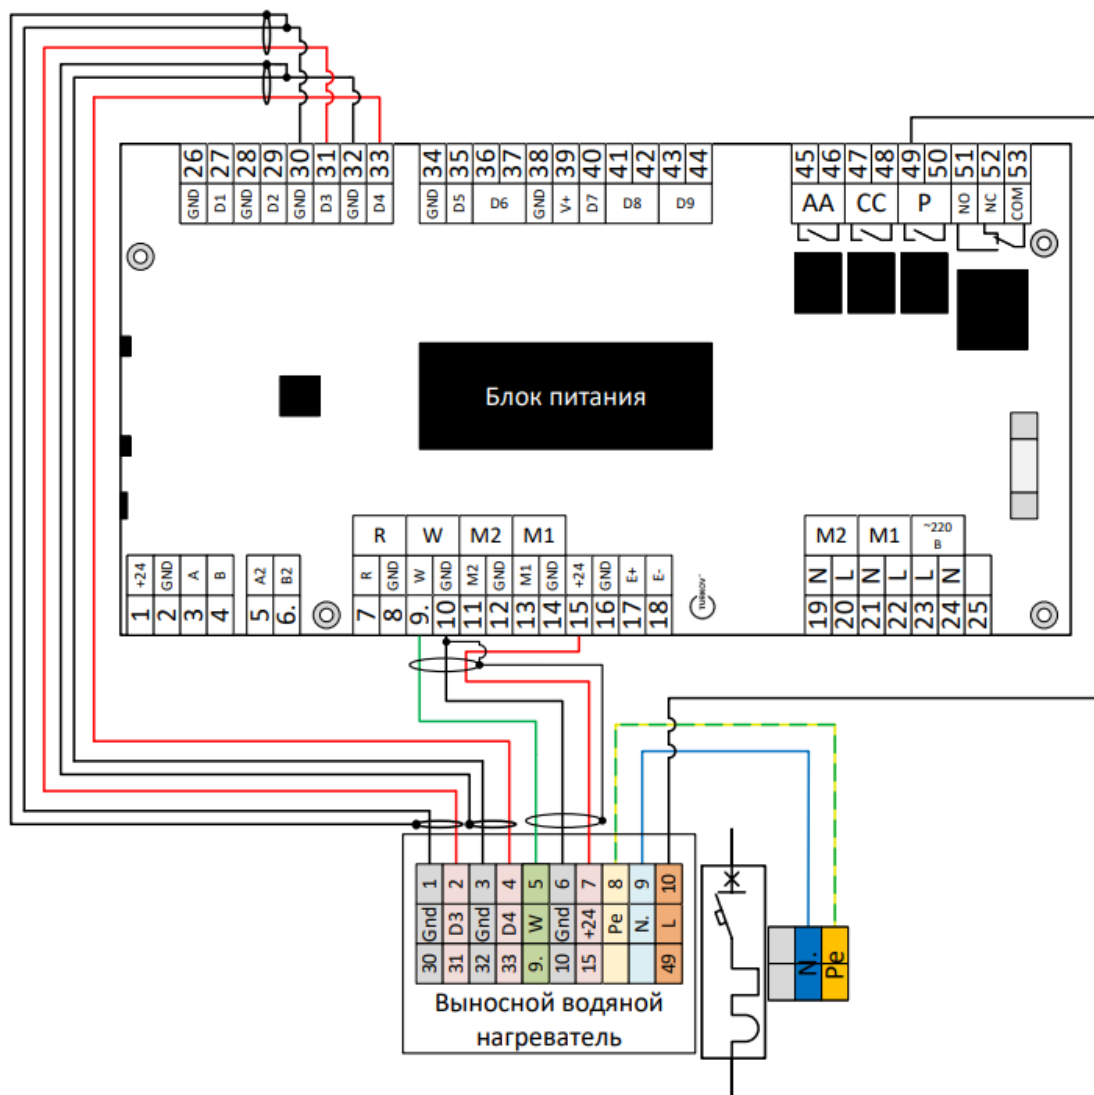 26 27 28 29 30 31 32 33
GND D1 GND D2 GND D3 GND D4
34 35 36 37 38 39 40 41 42 43 44
GND D5 D6 GND V+ D7 D8 D9
45 46 47 48 49 50 51 52 53
AA CC P NO NC COM
Блок питания
R W M2 M1
+24 GND A B
A2 B2
R GND W GND M2 GND M1 GND +24 GND E+ E-
1 2 3 4
5 6.
7 8 9. 10 11 12 13 14 15 16 17 18
TURKOV
M2 M1 ~220
В
N L N L L N
19 20 21 22 23 24 25
1 2 3 4 5 6 7 8 9 10
Gnd D3 Gnd D4 W Gnd +24 Pe N. L
30 31 32 33 9. 10 15 49
Выносной водяной
нагреватель
N. Pe